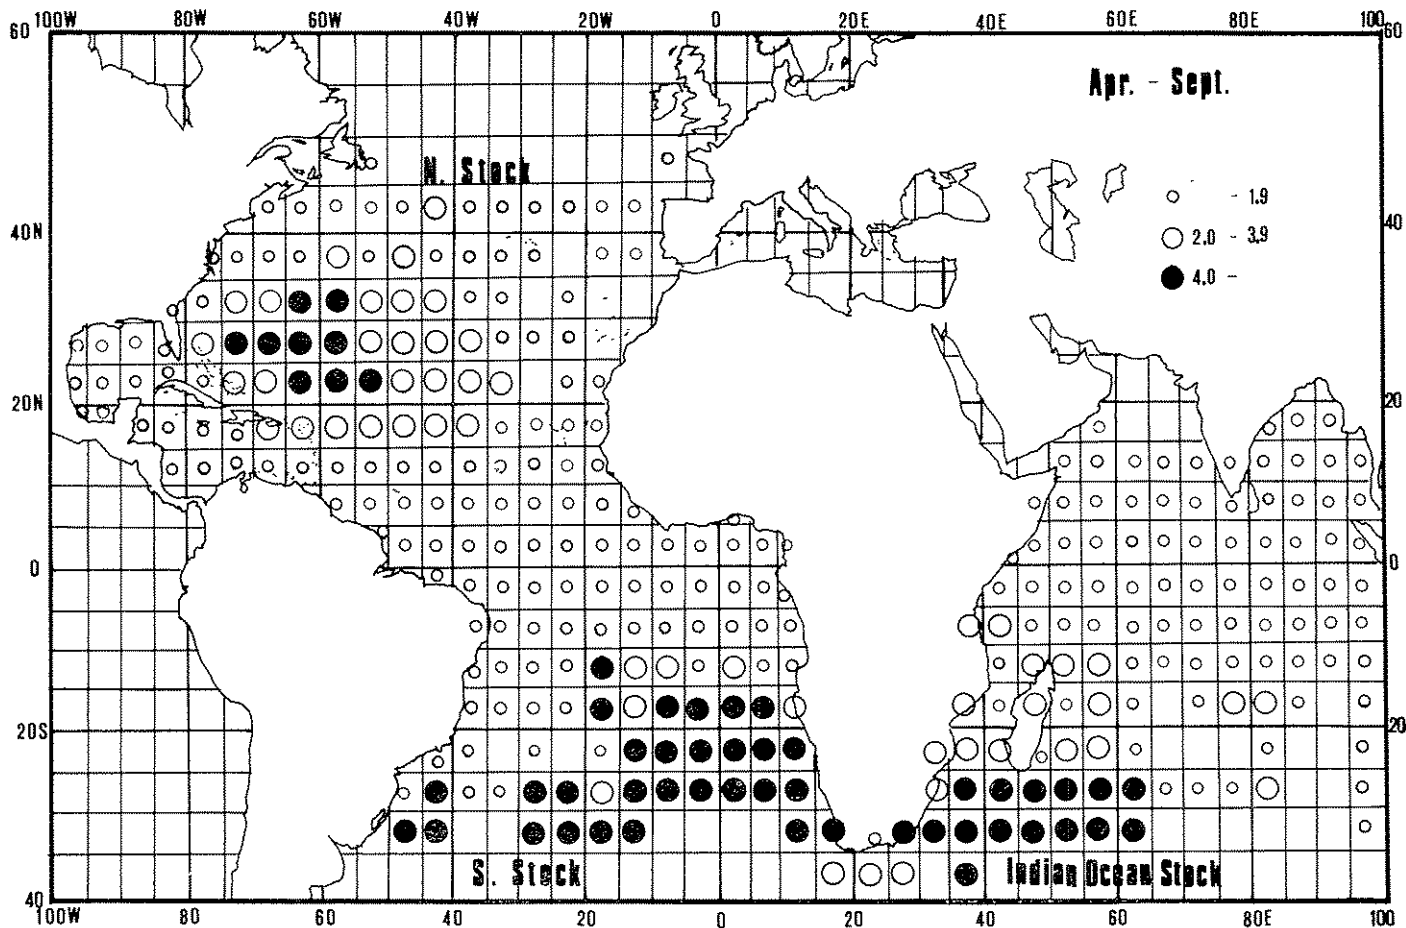 100W 80W 60W 40W 20W 0 20E 40E 60E 80E 100
60 60
Apr. - Sept.
N. Stock
- 1.9
2.0 - 3.9
4.0 -
40N 40
20N 20
0 0
20S 20
S. Stock Indian Ocean Stock
40
100W 80 60 40 20 0 20 40 60 80E 100